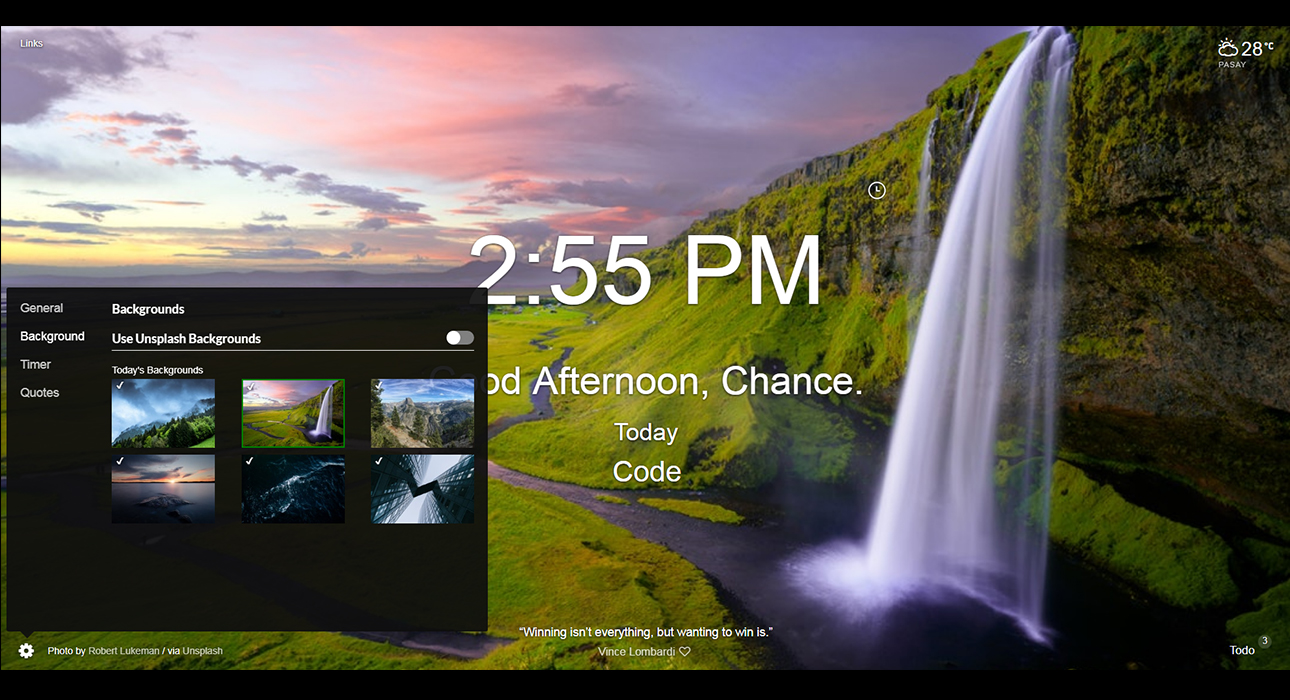 Links
28°C
PASAY
2:55 PM
Good Afternoon, Chance.
Today
Code
General
Background
Timer
Quotes
Backgrounds
Use Unsplash Backgrounds
Today's Backgrounds
Photo by Robert Lukeman / via Unsplash
“Winning isn't everything, but wanting to win is.”
Vince Lombardi
Todo 3